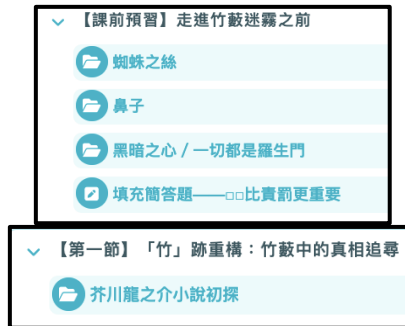 【課前預習】走進竹藪迷霧之前
蜘蛛之絲
鼻子
黑暗之心 / 一切都是羅生門
填充簡答題——□□比責罰更重要
【第一節】「竹」跡重構：竹藪中的真相追尋
芥川龍之介小說初探